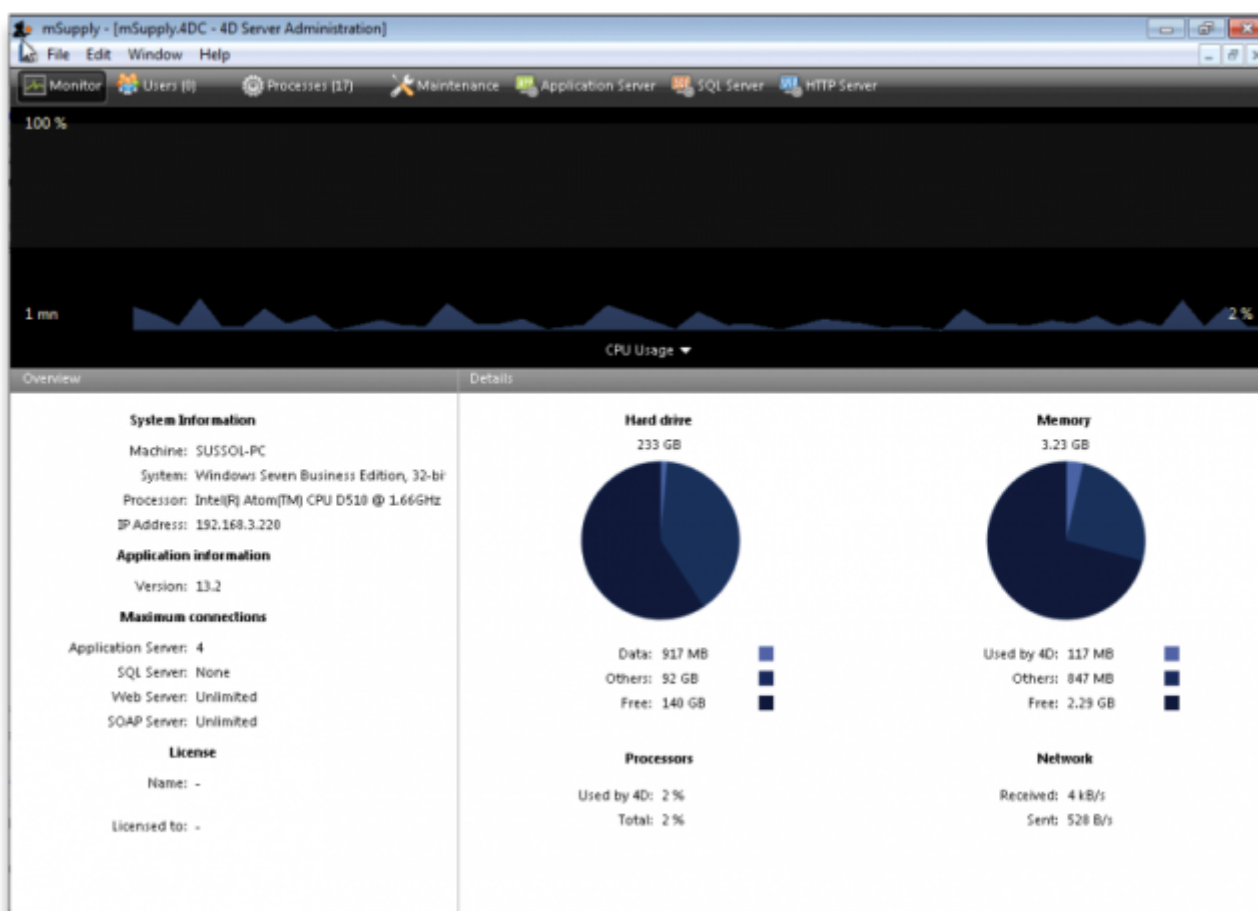 mSupply - [mSupply.4DC - 4D Server Administration]
File Edit Window Help
Monitor Users (0) Processes (17) Maintenance Application Server SQL Server HTTP Server
100 %
1 mn
2 %
CPU Usage
Overview
Details
System Information
Machine: SUSSOL-PC
System: Windows Seven Business Edition, 32-bi
Processor: Intel(R) Atom(TM) CPU D510 @ 1.66GHz
IP Address: 192.168.3.220
Application information
Version: 13.2
Maximum connections
Application Server: 4
SQL Server: None
Web Server: Unlimited
SOAP Server: Unlimited
License
Name: -
Licensed to: -
Hard drive
233 GB
Data: 917 MB
Others: 92 GB
Free: 140 GB
Memory
3.23 GB
Used by 4D: 117 MB
Others: 847 MB
Free: 2.29 GB
Processors
Used by 4D: 2 %
Total: 2 %
Network
Received: 4 kB/s
Sent: 528 B/s